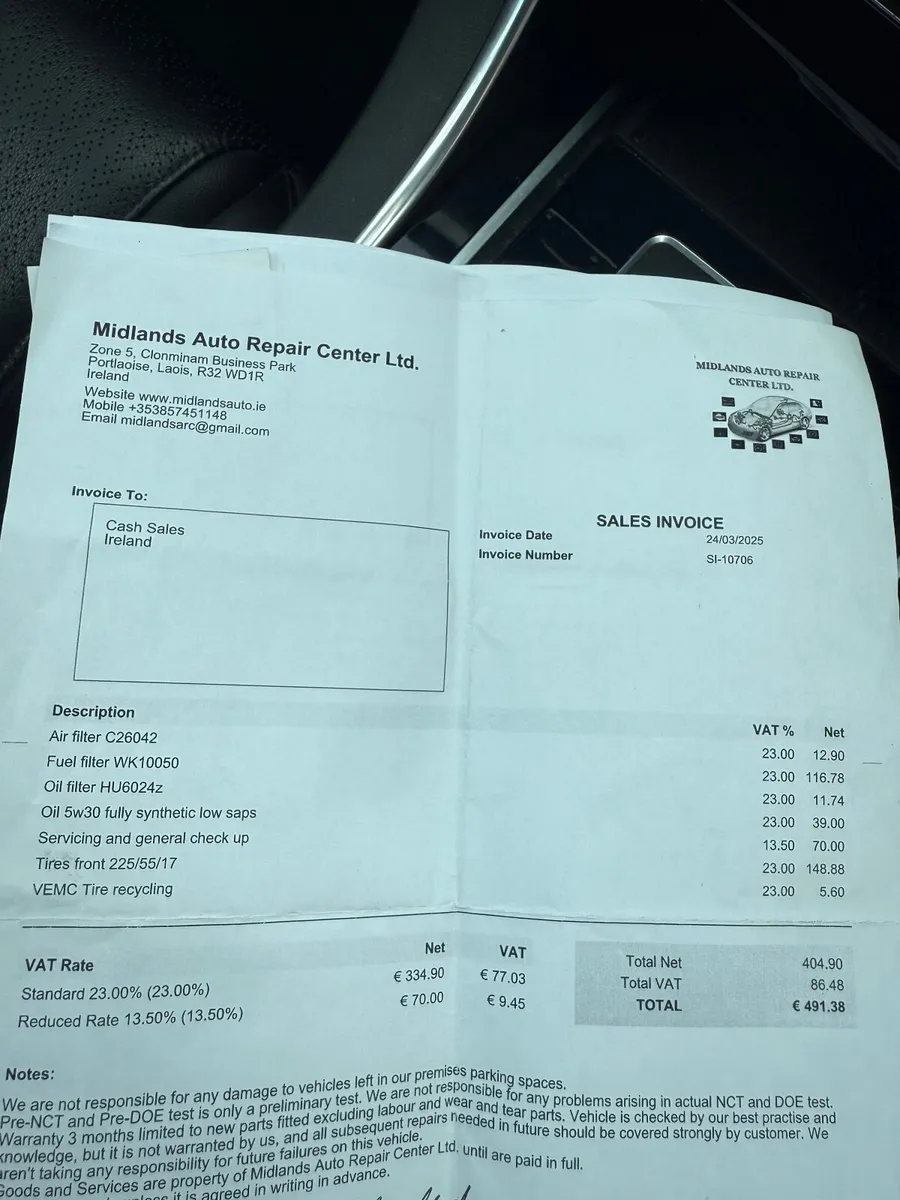 Midlands Auto Repair Center Ltd.
Zone 5, Clonminam Business Park
Portlaoise, Laois, R32 WD1R
Ireland
Website www.midlandsauto.ie
Mobile +353857451148
Email midlandsarc@gmail.com
MIDLANDS AUTO REPAIR
CENTER LTD.
Invoice To:
Cash Sales
Ireland
SALES INVOICE
Invoice Date 24/03/2025
Invoice Number SI-10706
Description VAT % Net
Air filter C26042 23.00 12.90
Fuel filter WK10050 23.00 116.78
Oil filter HU6024z 23.00 11.74
Oil 5w30 fully synthetic low saps 23.00 39.00
Servicing and general check up 13.50 70.00
Tires front 225/55/17 23.00 148.88
VEMC Tire recycling 23.00 5.60
VAT Rate Net VAT
Standard 23.00% (23.00%) € 334.90 € 77.03
Reduced Rate 13.50% (13.50%) € 70.00 € 9.45
Total Net 404.90
Total VAT 86.48
TOTAL € 491.38
Notes:
We are not responsible for any damage to vehicles left in our premises parking spaces.
Pre-NCT and Pre-DOE test is only a preliminary test. We are not responsible for any problems arising in actual NCT and DOE test.
Warranty 3 months limited to new parts fitted excluding labour and wear and tear parts. Vehicle is checked by our best practise and
knowledge, but it is not warranted by us, and all subsequent repairs needed in future should be covered strongly by customer. We
aren't taking any responsibility for future failures on this vehicle.
Goods and Services are property of Midlands Auto Repair Center Ltd. until are paid in full.
it is agreed in writing in advance.